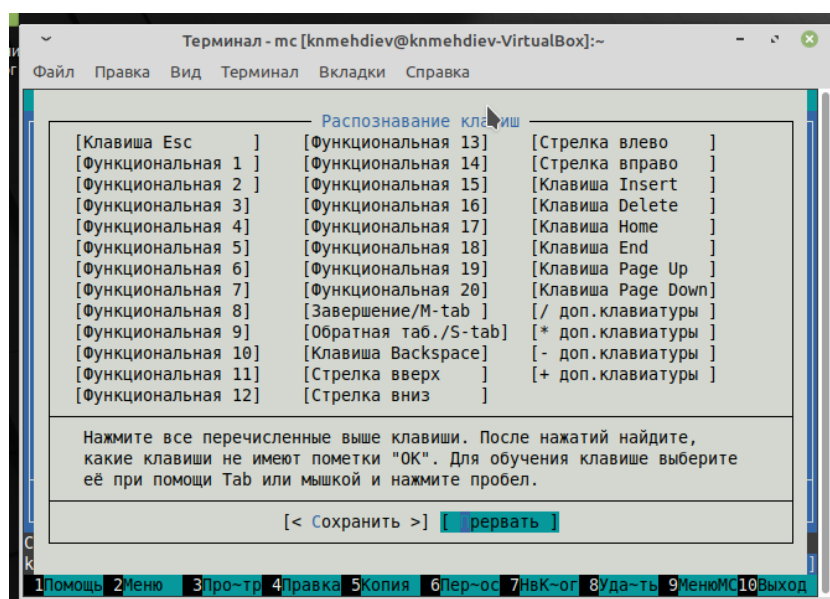 Терминал - mc [knmehdiev@knmehdiev-VirtualBox]:~
Файл Правка Вид Терминал Вкладки Справка
Распознавание клавиш
[Клавиша Esc ] [Функциональная 13] [Стрелка влево ]
[Функциональная 1 ] [Функциональная 14] [Стрелка вправо ]
[Функциональная 2 ] [Функциональная 15] [Клавиша Insert ]
[Функциональная 3] [Функциональная 16] [Клавиша Delete ]
[Функциональная 4] [Функциональная 17] [Клавиша Home ]
[Функциональная 5] [Функциональная 18] [Клавиша End ]
[Функциональная 6] [Функциональная 19] [Клавиша Page Up ]
[Функциональная 7] [Функциональная 20] [Клавиша Page Down]
[Функциональная 8] [Завершение/M-tab ] [/ доп.клавиатуры ]
[Функциональная 9] [Обратная таб./S-tab] [* доп.клавиатуры ]
[Функциональная 10] [Клавиша Backspace] [- доп.клавиатуры ]
[Функциональная 11] [Стрелка вверх ] [+ доп.клавиатуры ]
[Функциональная 12] [Стрелка вниз ]
Нажмите все перечисленные выше клавиши. После нажатий найдите,
какие клавиши не имеют пометки "OK". Для обучения клавише выберите
её при помощи Tab или мышкой и нажмите пробел.
[< Сохранить >] [ Прервать ]
1Помощь 2Меню 3Про~тр 4Правка 5Копия 6Пер~ос 7НвК~ог 8Уда~ть 9МенюMC 10Выход